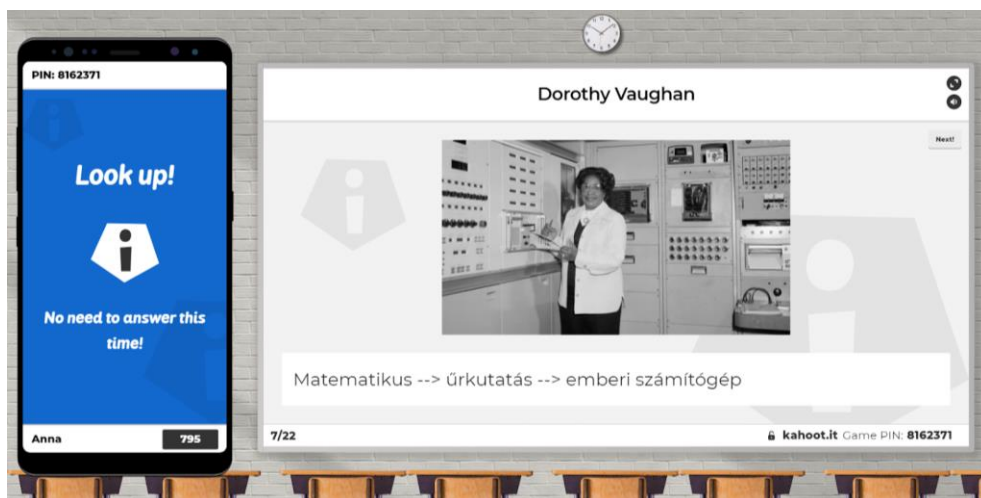 PIN: 8162371
Look up!
No need to answer this
time!
Anna
795
Dorothy Vaughan
Next!
Matematikus --> űrkutatás --> emberi számítógép
7/22
kahoot.it Game PIN: 8162371